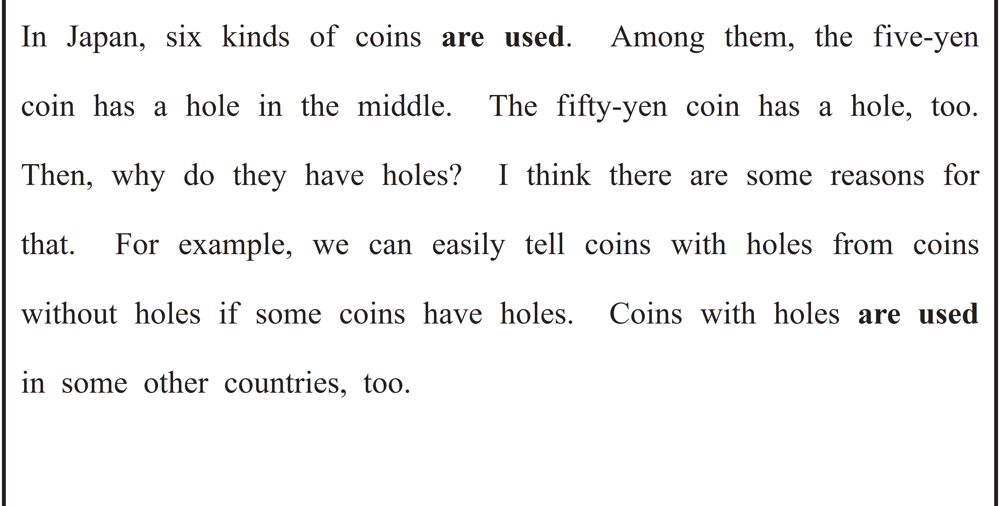 In Japan, six kinds of coins are used. Among them, the five-yen
coin has a hole in the middle. The fifty-yen coin has a hole, too.
Then, why do they have holes? I think there are some reasons for
that. For example, we can easily tell coins with holes from coins
without holes if some coins have holes. Coins with holes are used
in some other countries, too.